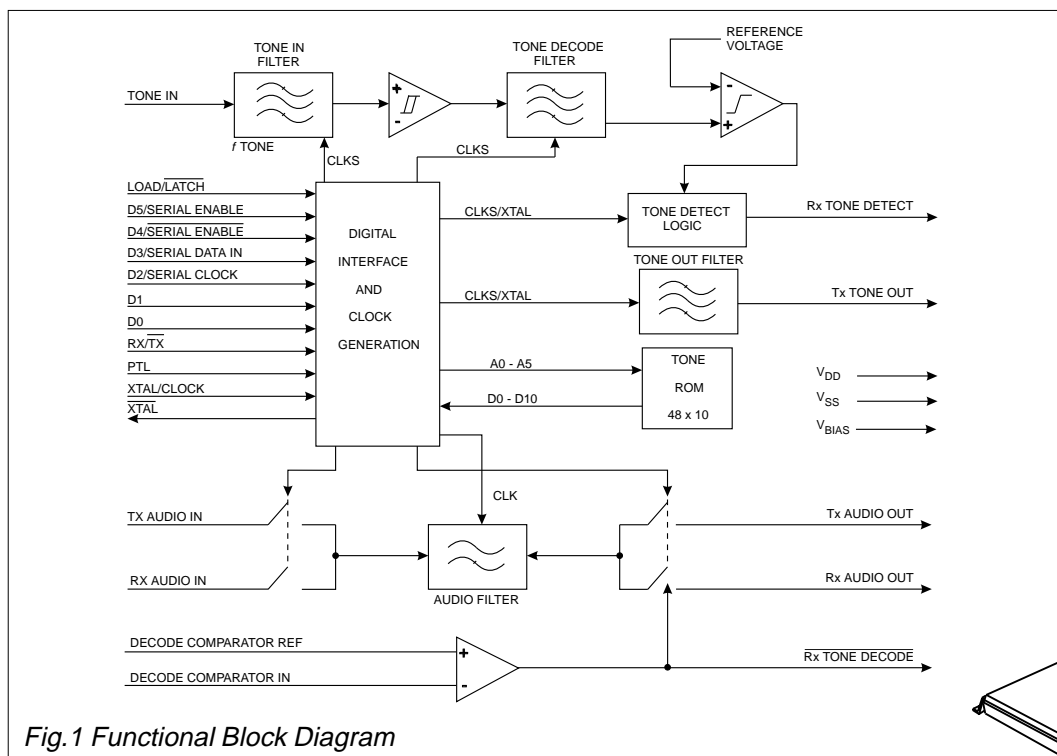 TONE IN
FILTER
TONE DECODE
FILTER
REFERENCE
VOLTAGE
TONE IN
+
-
-
+
f TONE
CLKS
CLKS
LOAD/LATCH
D5/SERIAL ENABLE
D4/SERIAL ENABLE
D3/SERIAL DATA IN
D2/SERIAL CLOCK
D1
D0
RX/TX
PTL
XTAL/CLOCK
XTAL
DIGITAL
INTERFACE
AND
CLOCK
GENERATION
CLKS/XTAL
TONE DETECT
LOGIC
Rx TONE DETECT
TONE OUT FILTER
CLKS/XTAL
Tx TONE OUT
A0 - A5
D0 - D10
TONE
ROM
48 x 10
VDD
VSS
VBIAS
CLK
TX AUDIO IN
RX AUDIO IN
AUDIO FILTER
Tx AUDIO OUT
Rx AUDIO OUT
DECODE COMPARATOR REF
DECODE COMPARATOR IN
+
-
Rx TONE DECODE
Fig.1 Functional Block Diagram